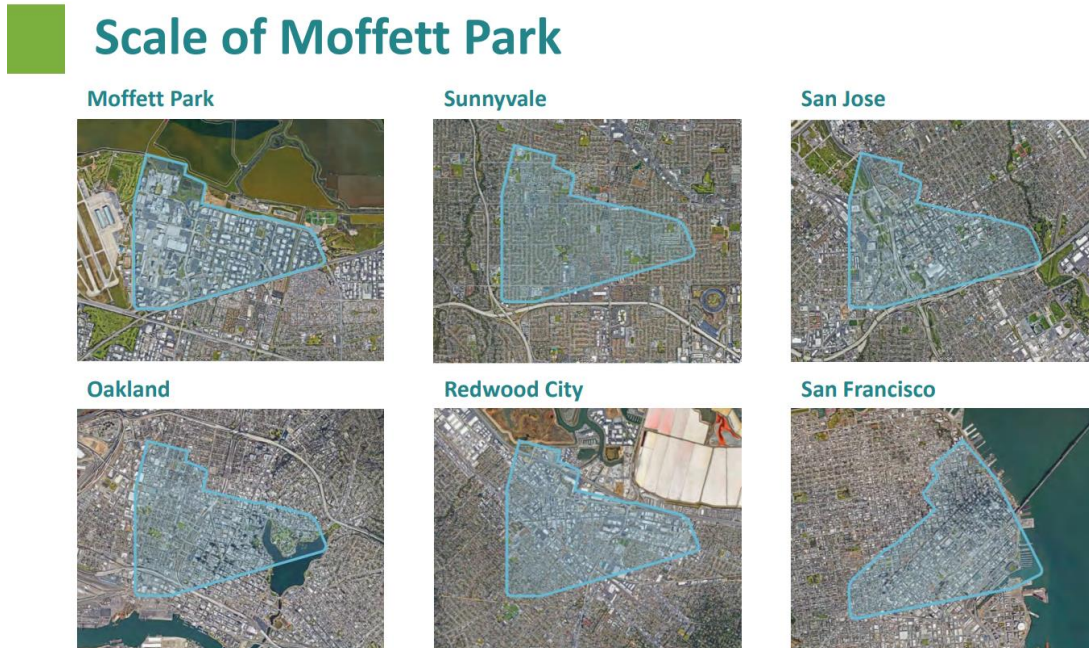 Scale of Moffett Park
Moffett Park
Sunnyvale
San Jose
Oakland
Redwood City
San Francisco